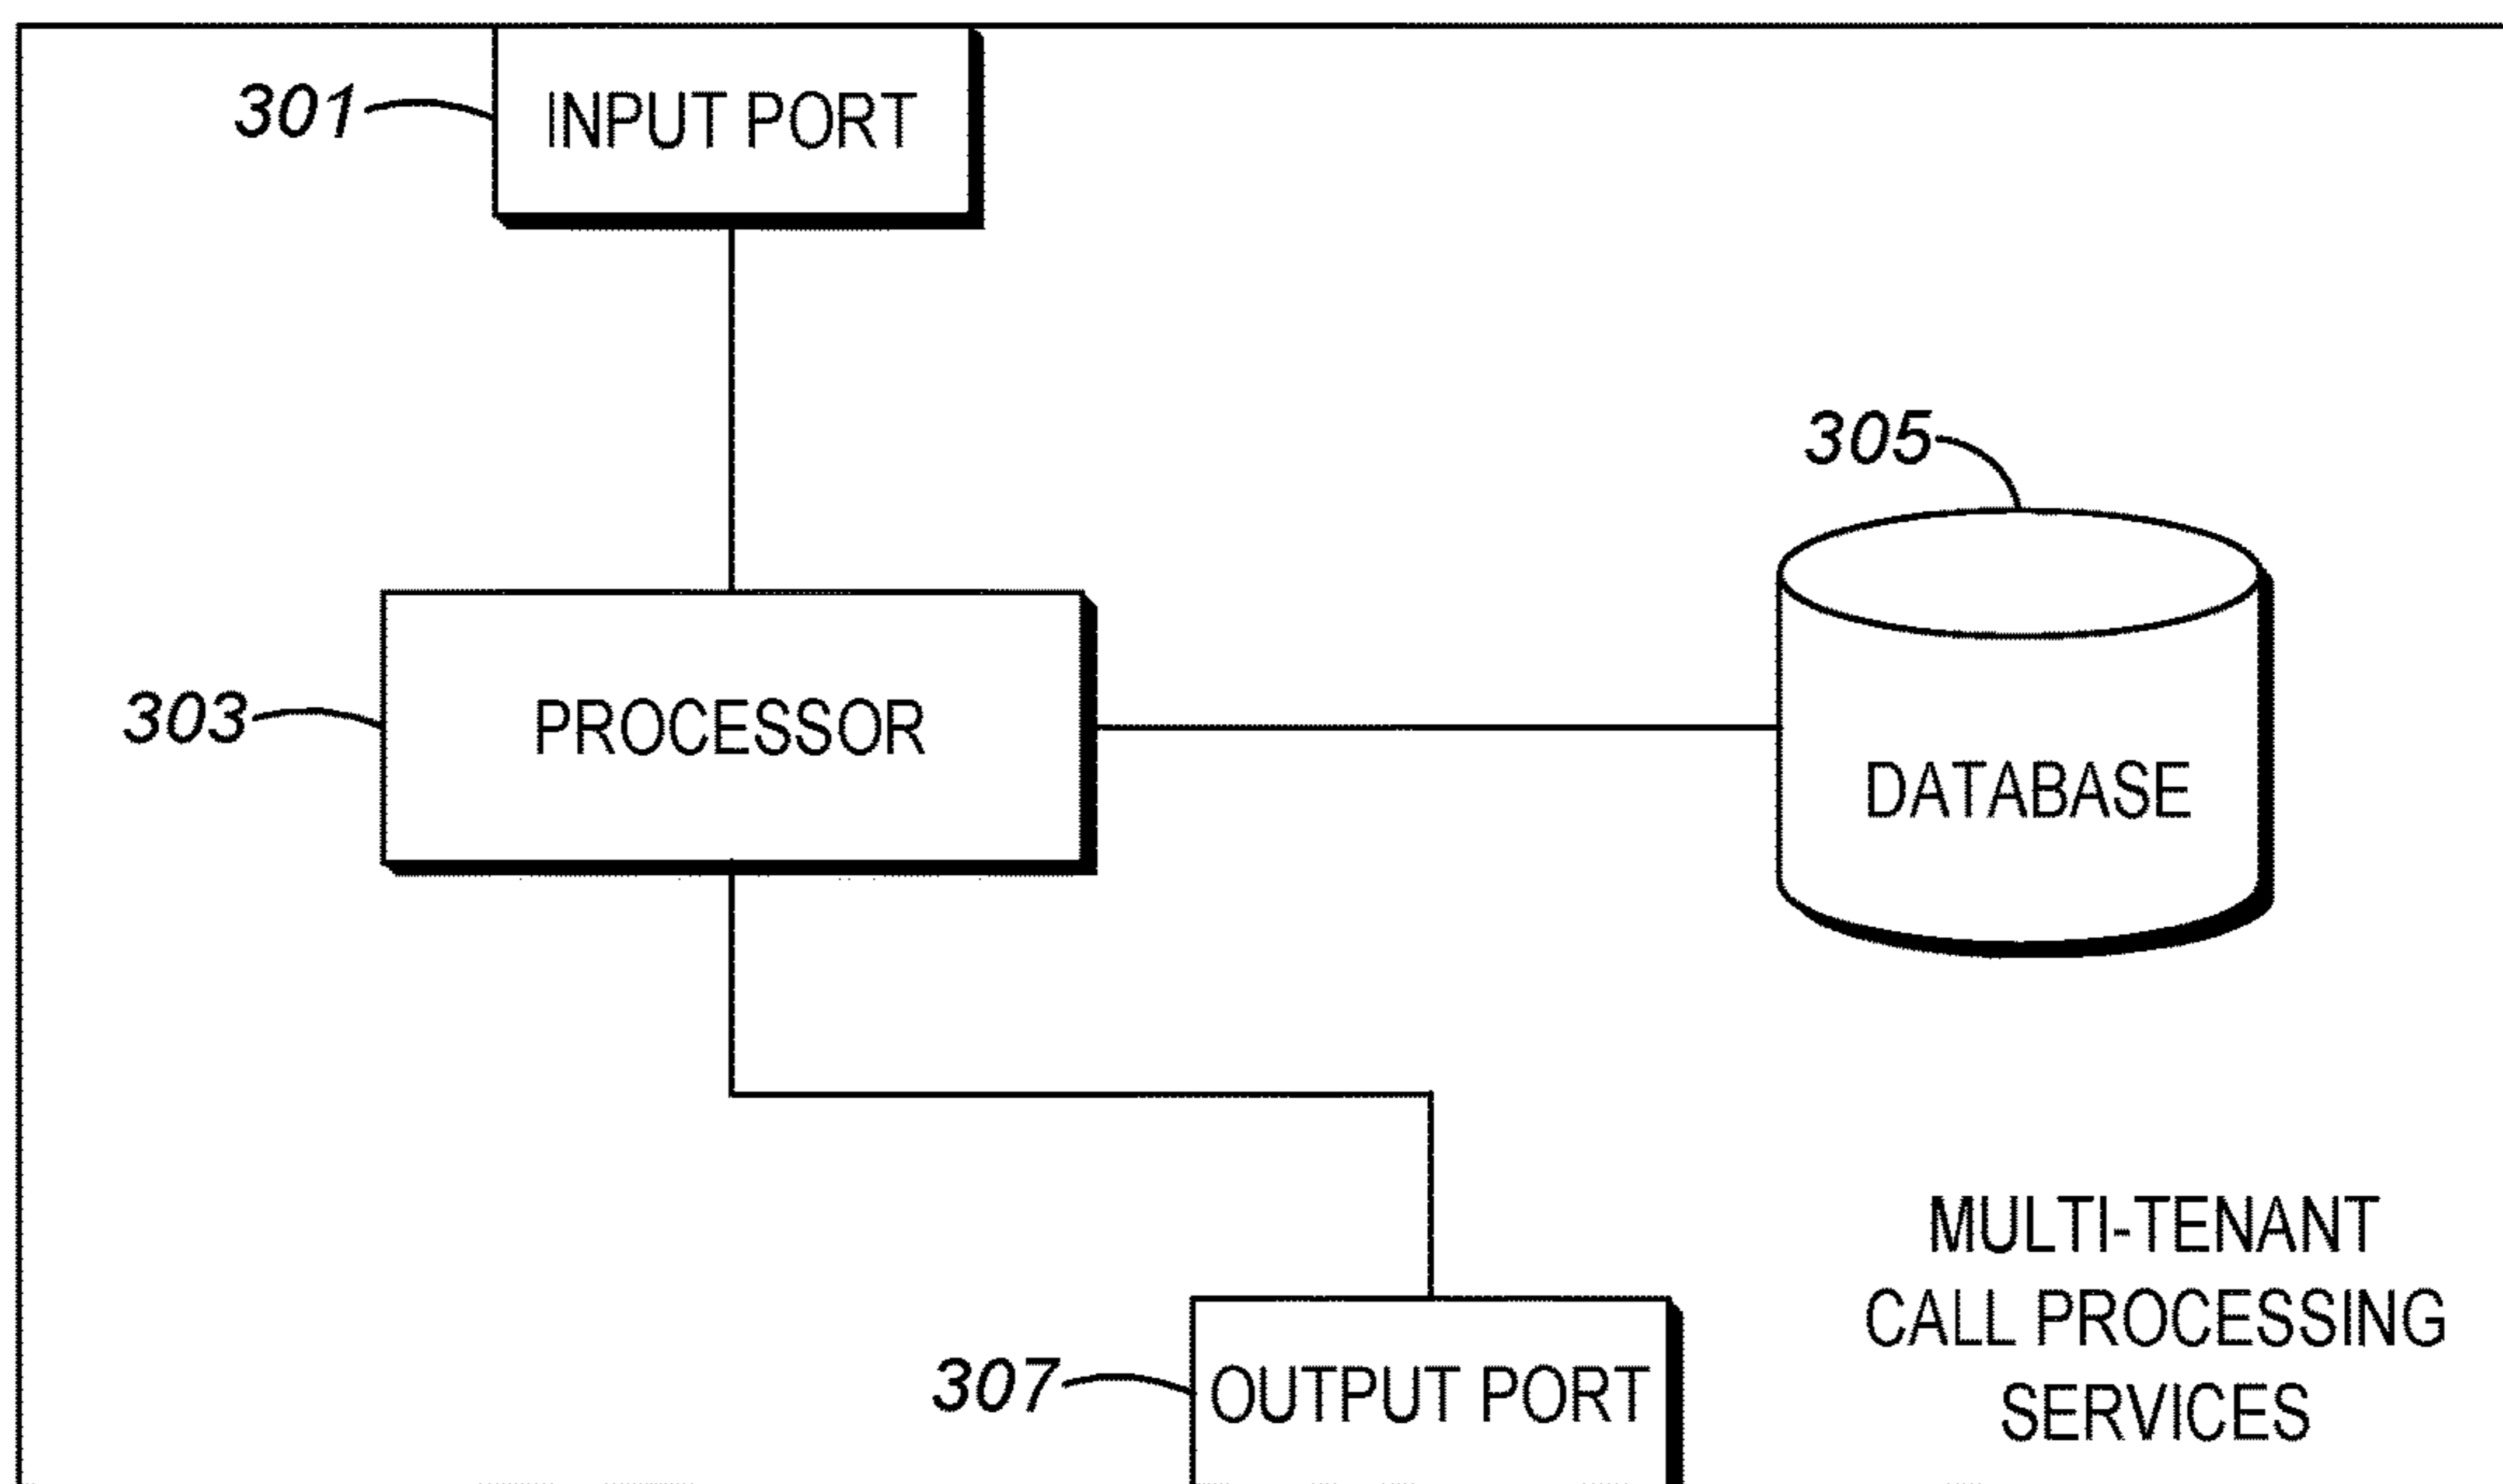 301
INPUT PORT
305
303
PROCESSOR
DATABASE
MULTI-TENANT
CALL PROCESSING
SERVICES
307
OUTPUT PORT